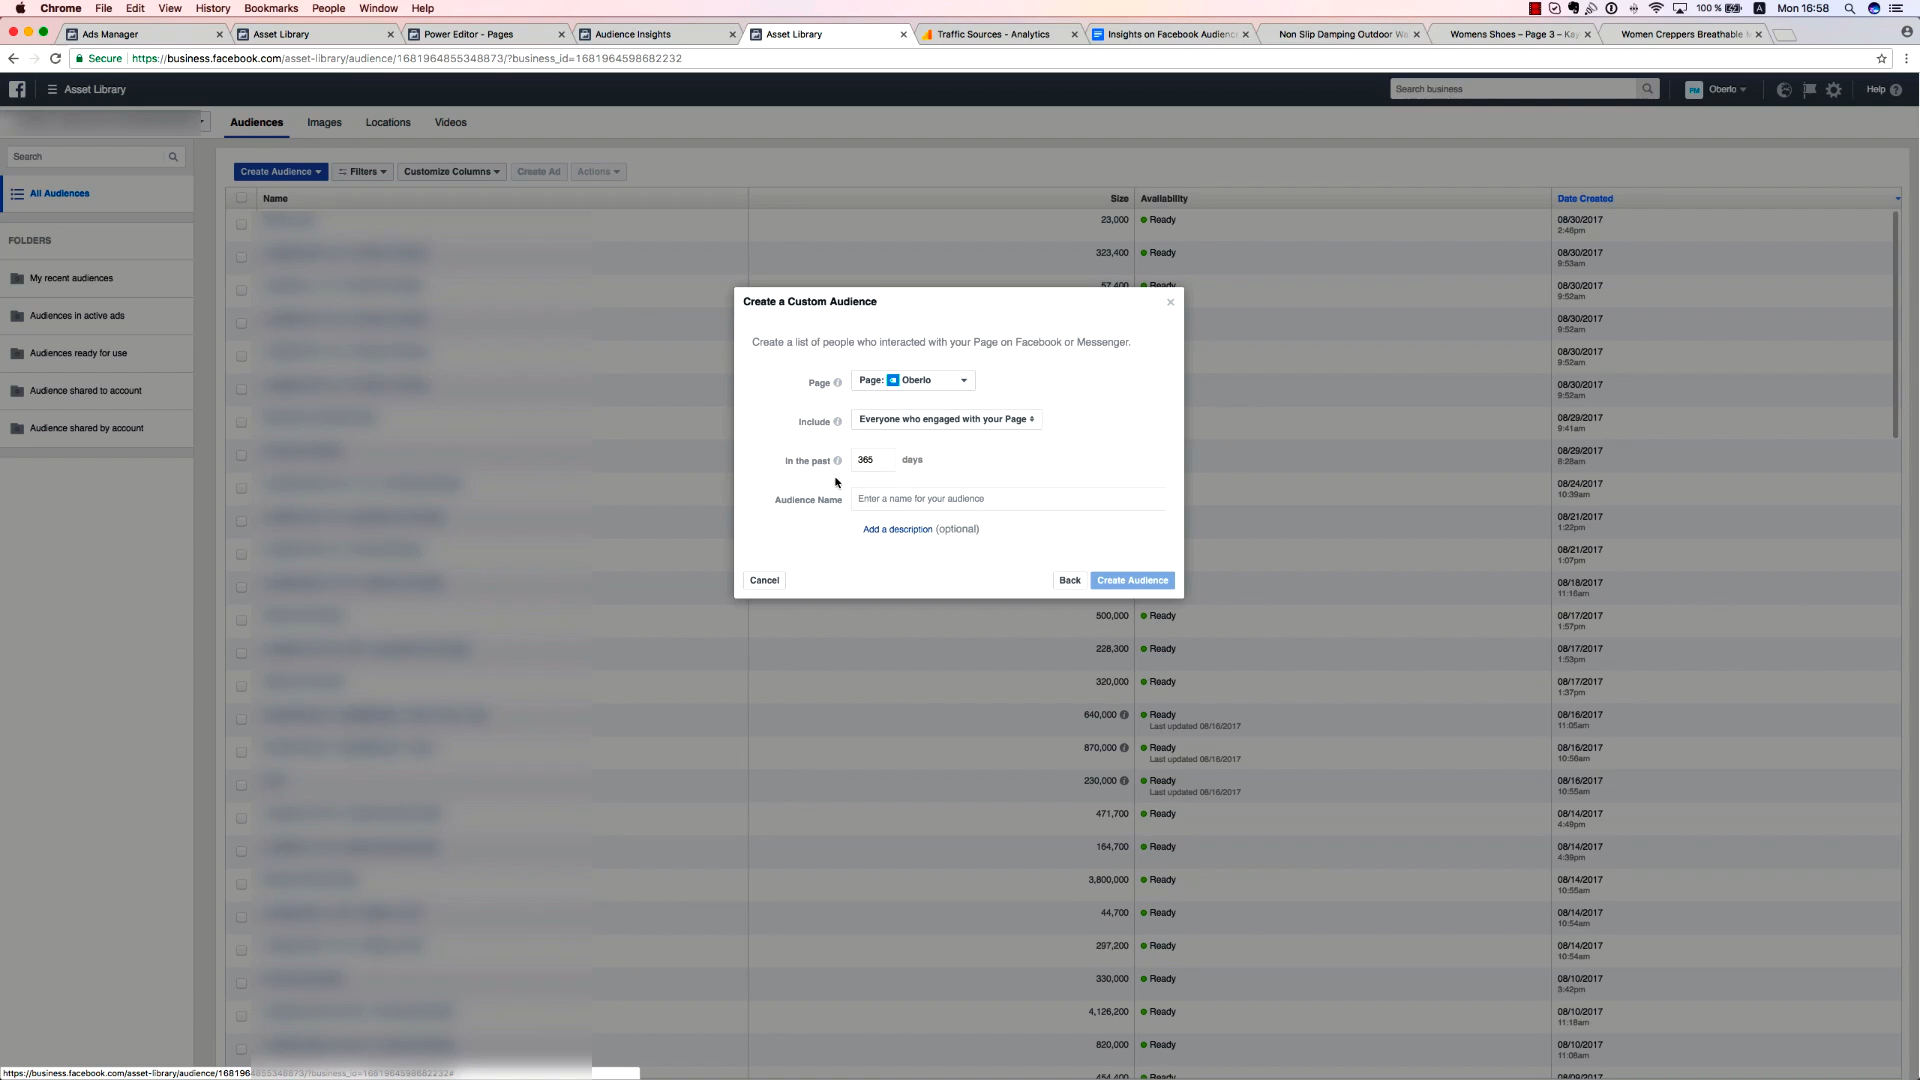 Chrome File Edit View History Bookmarks People Window Help 100 % A Mon 16:58
Ads Manager Asset Library Power Editor - Pages Audience Insights Asset Library Traffic Sources - Analytics Insights on Facebook Audienc Non Slip Damping Outdoor W Womens Shoes – Page 3 – Ka Women Creppers Breathable M
Secure https://business.facebook.com/asset-library/audience/1681964855348873/?business_id=1681964598682232
Asset Library Search business PM Oberlo Help
Audiences Images Locations Videos
Search
Create Audience Filters Customize Columns Create Ad Actions
All Audiences
FOLDERS
My recent audiences
Audiences in active ads
Audiences ready for use
Audience shared to account
Audience shared by account
Name Size Availability Date Created
23,000 Ready 08/30/2017
2:46pm
323,400 Ready 08/30/2017
9:53am
57,400 Ready 08/30/2017
9:52am
08/30/2017
9:52am
08/30/2017
9:52am
08/30/2017
9:52am
08/29/2017
9:41am
08/29/2017
8:28am
08/24/2017
10:39am
08/21/2017
1:22pm
08/21/2017
1:07pm
08/18/2017
11:16am
Create a Custom Audience
Create a list of people who interacted with your Page on Facebook or Messenger.
Page Page: Oberlo
Include Everyone who engaged with your Page
In the past 365 days
Audience Name Enter a name for your audience
Add a description (optional)
Cancel Back Create Audience
500,000 Ready 08/17/2017
1:57pm
228,300 Ready 08/17/2017
1:53pm
320,000 Ready 08/17/2017
1:37pm
640,000 Ready 08/16/2017
Last updated 08/16/2017 11:05am
870,000 Ready 08/16/2017
Last updated 08/16/2017 10:56am
230,000 Ready 08/16/2017
Last updated 08/16/2017 10:55am
471,700 Ready 08/14/2017
4:49pm
164,700 Ready 08/14/2017
4:39pm
3,800,000 Ready 08/14/2017
10:55am
44,700 Ready 08/14/2017
10:54am
297,200 Ready 08/14/2017
10:54am
330,000 Ready 08/10/2017
3:42pm
4,126,200 Ready 08/10/2017
11:18am
820,000 Ready 08/10/2017
11:08am
454,400 Ready 08/09/2017
https://business.facebook.com/asset-library/audience/1681964855348873/?business_id=1681964598682232#